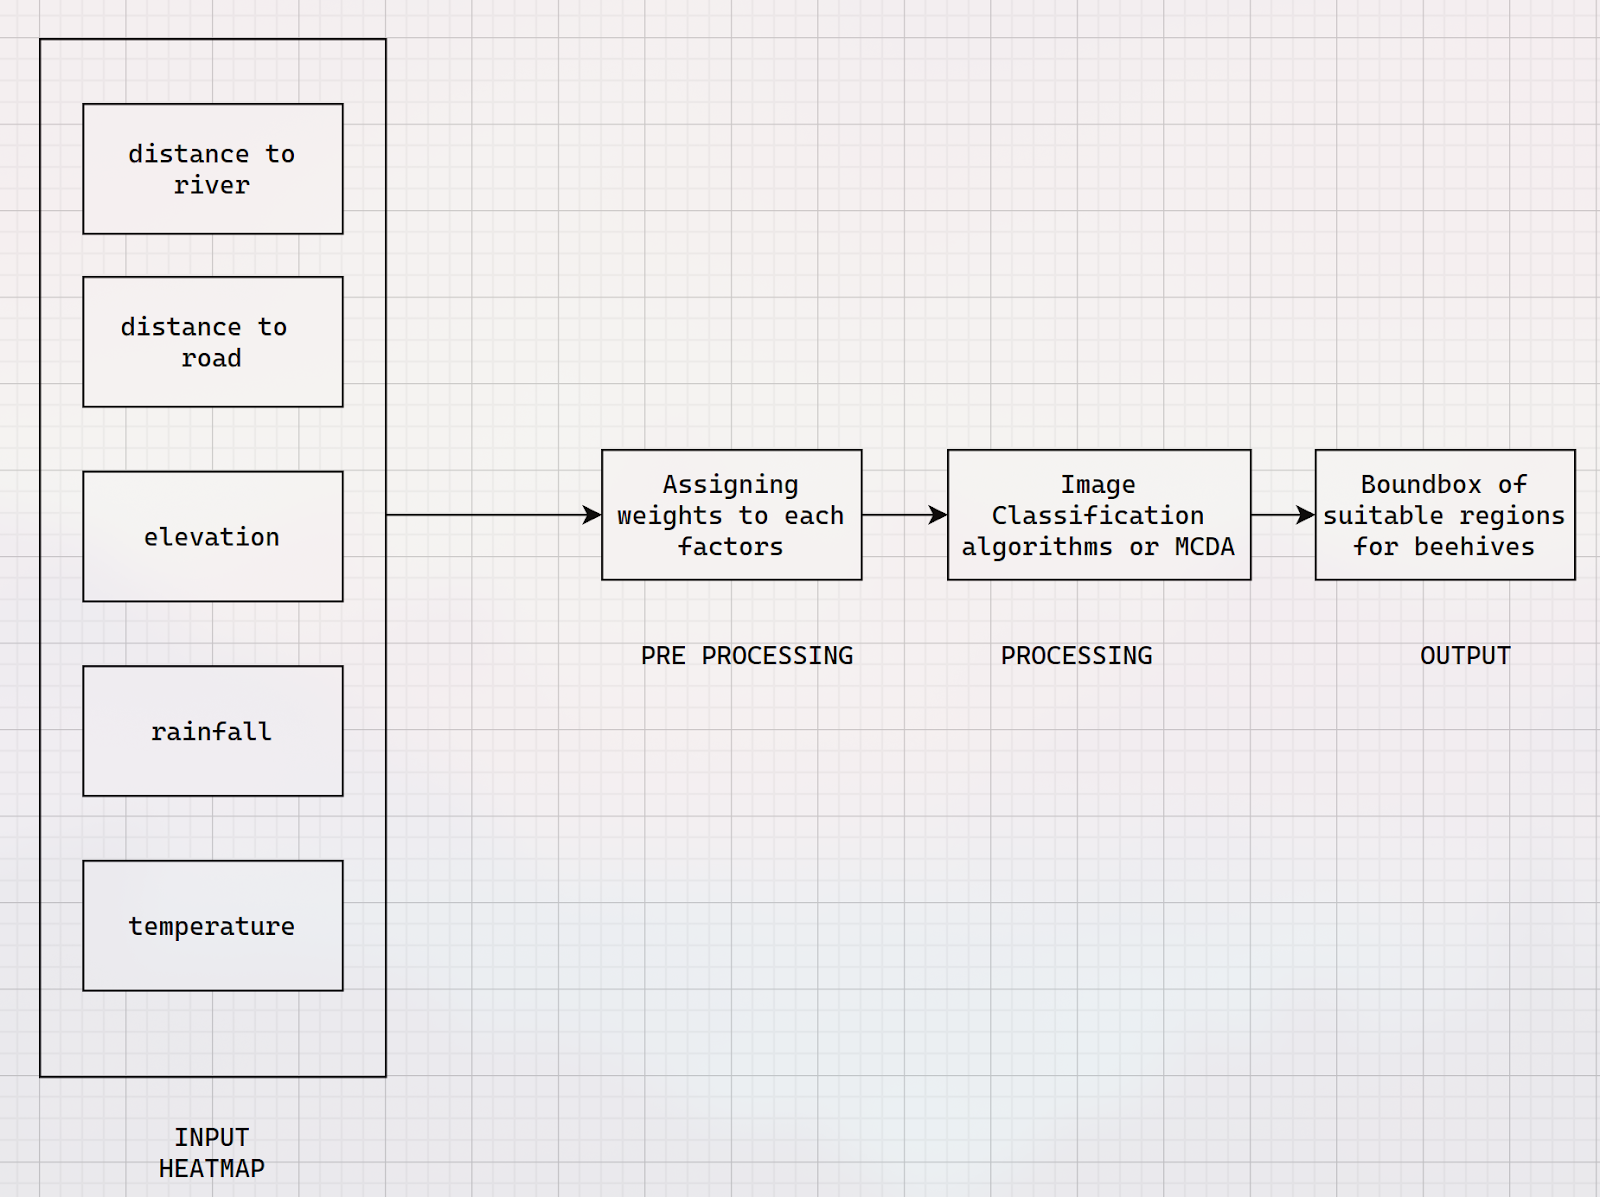 distance to
river
distance to
road
elevation
rainfall
temperature
INPUT
HEATMAP
Assigning
weights to each
factors
PRE PROCESSING
Image
Classification
algorithms or MCDA
PROCESSING
Boundbox of
suitable regions
for beehives
OUTPUT